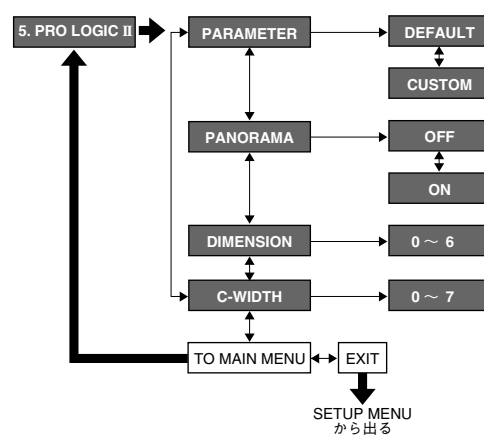 5. PRO LOGIC II
PARAMETER
DEFAULT
CUSTOM
PANORAMA
OFF
ON
DIMENSION
0 ～ 6
C-WIDTH
0 ～ 7
TO MAIN MENU
EXIT
SETUP MENU
から出る